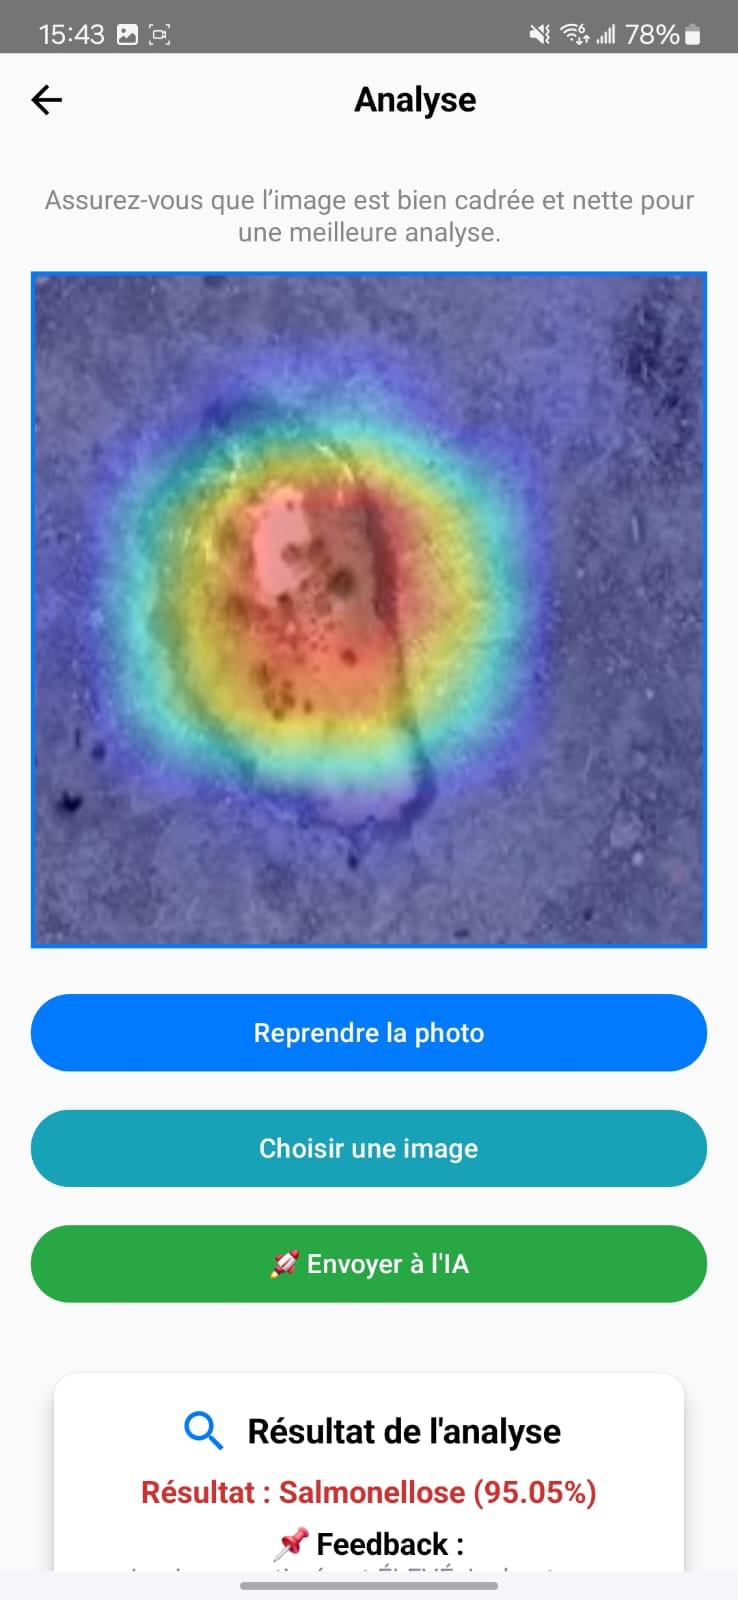 15:43
78%
Analyse
Assurez-vous que l’image est bien cadrée et nette pour
une meilleure analyse.
Reprendre la photo
Choisir une image
🚀 Envoyer à l'IA
Résultat de l'analyse
Résultat : Salmonellose (95.05%)
📌 Feedback :